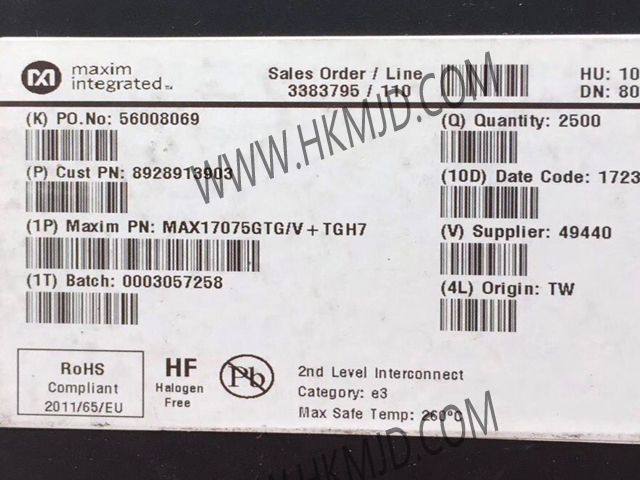 maxim
integrated™
Sales Order / Line
3383795 / 110
HU: 10
DN: 80
(K) PO.No: 56008069
(Q) Quantity: 2500
(P) Cust PN: 8928913903
(10D) Date Code: 1723
(1P) Maxim PN: MAX17075GTG/V+TGH7
(V) Supplier: 49440
(1T) Batch: 0003057258
(4L) Origin: TW
RoHS
Compliant
2011/65/EU
HF
Halogen
Free
Pb
2nd Level Interconnect
Category: e3
Max Safe Temp: 260°C
WWW.HKMJD.COM
WWW.HKMJD.COM